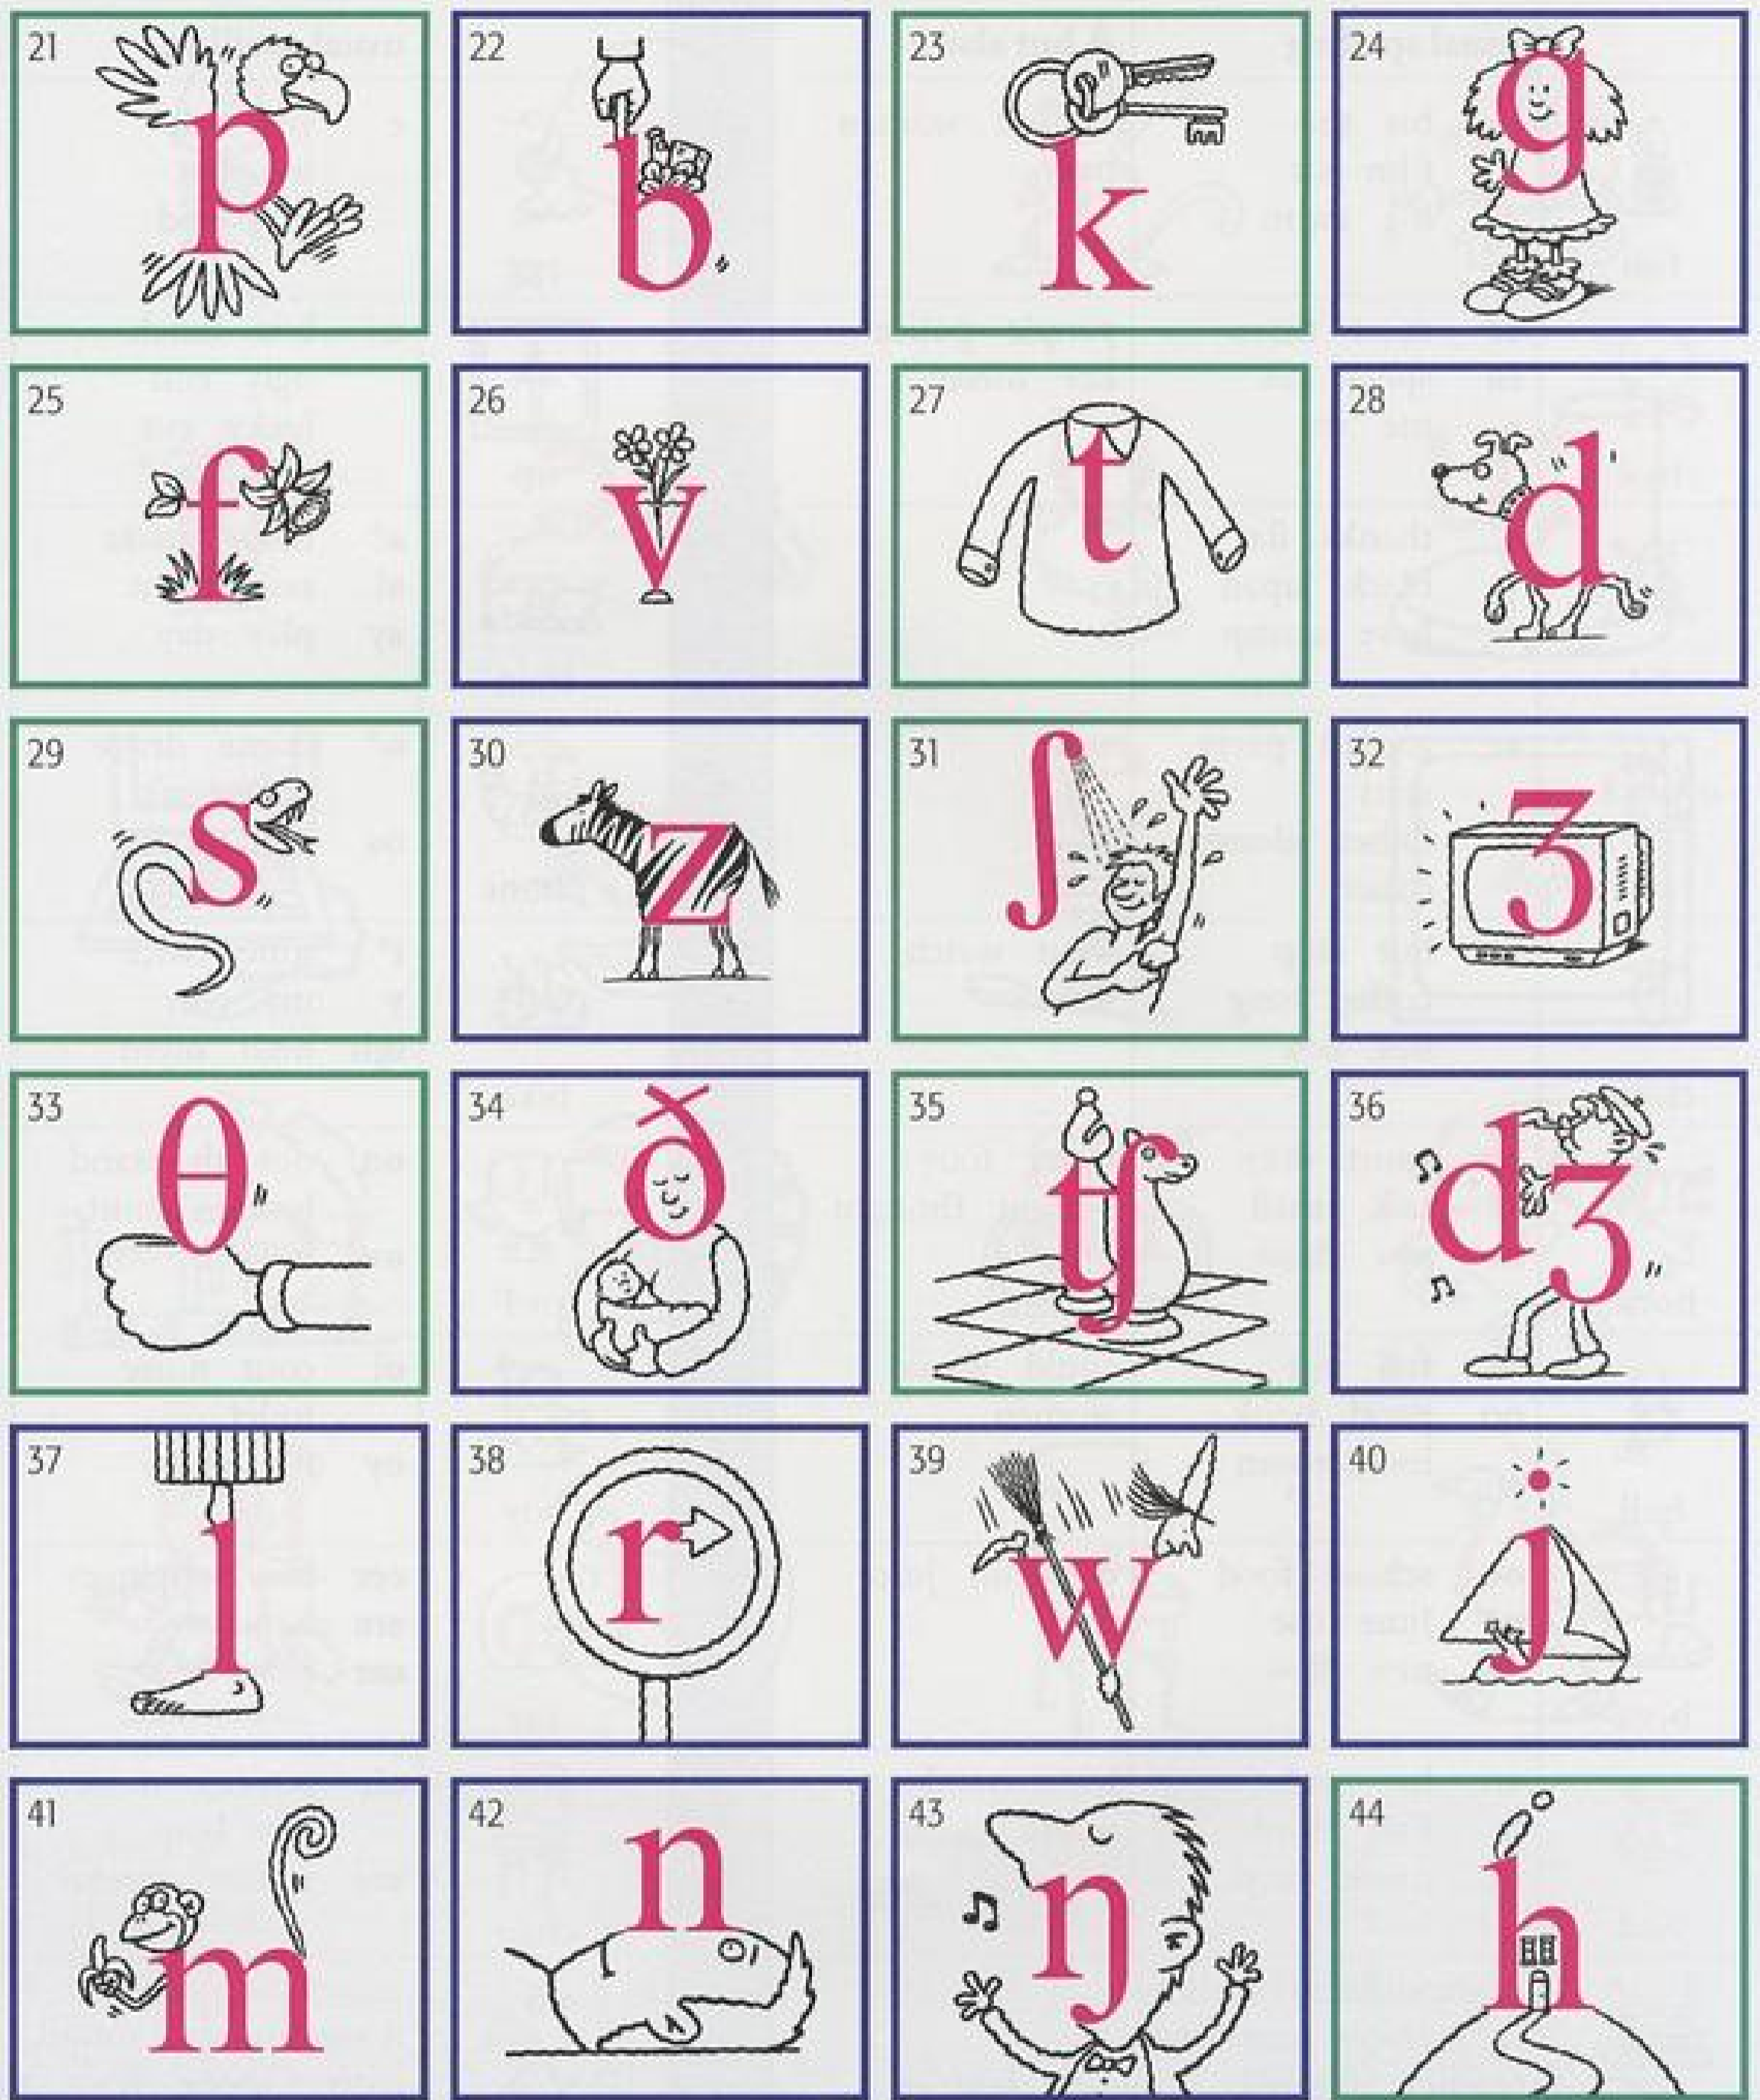 21 p
22 b
23 k
24 g
25 f
26 v
27 t
28 d
29 s
30 z
31 ʃ
32 ʒ
33 θ
34 ð
35 tʃ
36 dʒ
37 l
38 r
39 w
40 j
41 m
42 n
43 ŋ
44 h